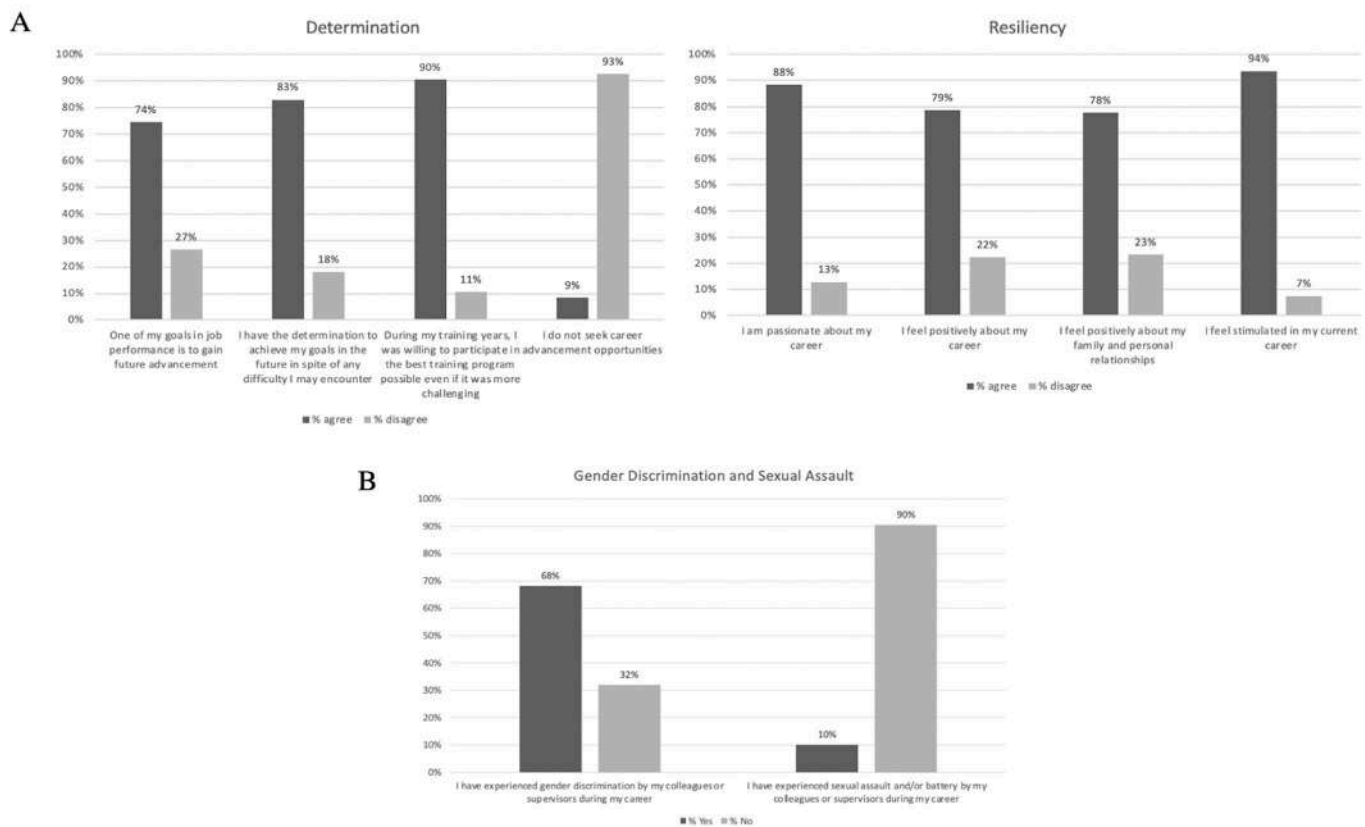 A
Determination
100%
90%
80%
70%
60%
50%
40%
30%
20%
10%
0%
74%
27%
83%
18%
90%
11%
9%
93%
One of my goals in job
performance is to gain
future advancement
I have the determination to
achieve my goals in the
future in spite of any
difficulty I may encounter
During my training years, I
was willing to participate in
the best training program
possible even if it was more
challenging
I do not seek career
advancement opportunities
% agree % disagree
Resiliency
100%
90%
80%
70%
60%
50%
40%
30%
20%
10%
0%
88%
13%
79%
22%
78%
23%
94%
7%
I am passionate about my
career
I feel positively about my
career
I feel positively about my
family and personal
relationships
I feel stimulated in my current
career
% agree % disagree
B
Gender Discrimination and Sexual Assault
100%
90%
80%
70%
60%
50%
40%
30%
20%
10%
0%
68%
32%
10%
90%
I have experienced gender discrimination by my colleagues or
supervisors during my career
I have experienced sexual assault and/or battery by my
colleagues or supervisors during my career
% Yes % No